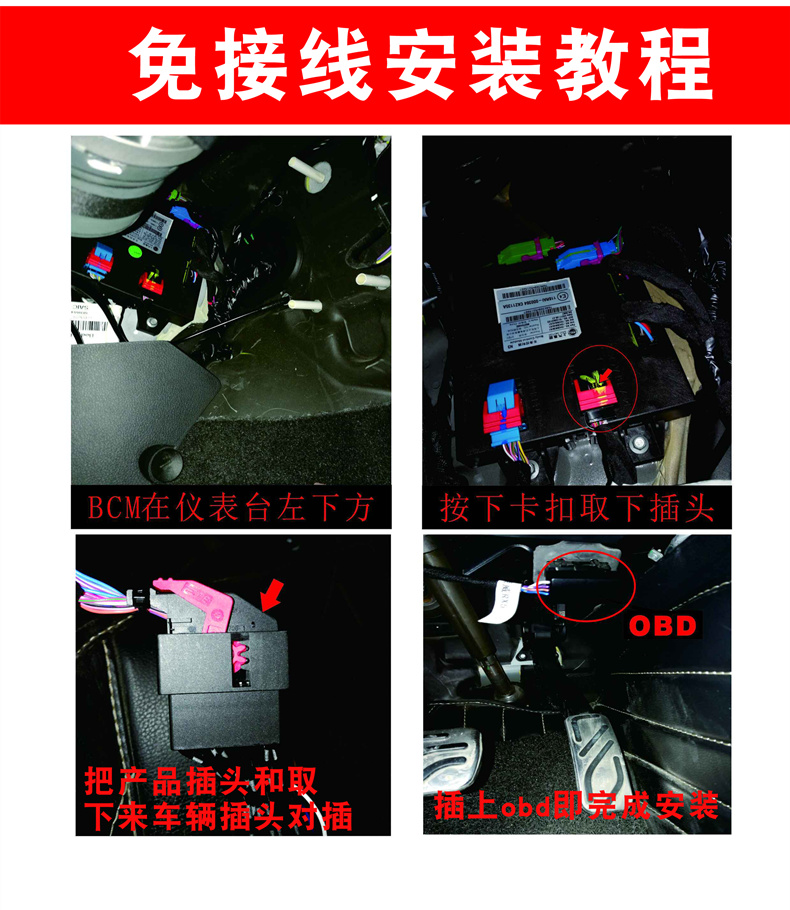 免接线安装教程
BCM在仪表台左下方
按下卡扣取下插头
把产品插头和取
下来车辆插头对插
OBD
插上obd即完成安装